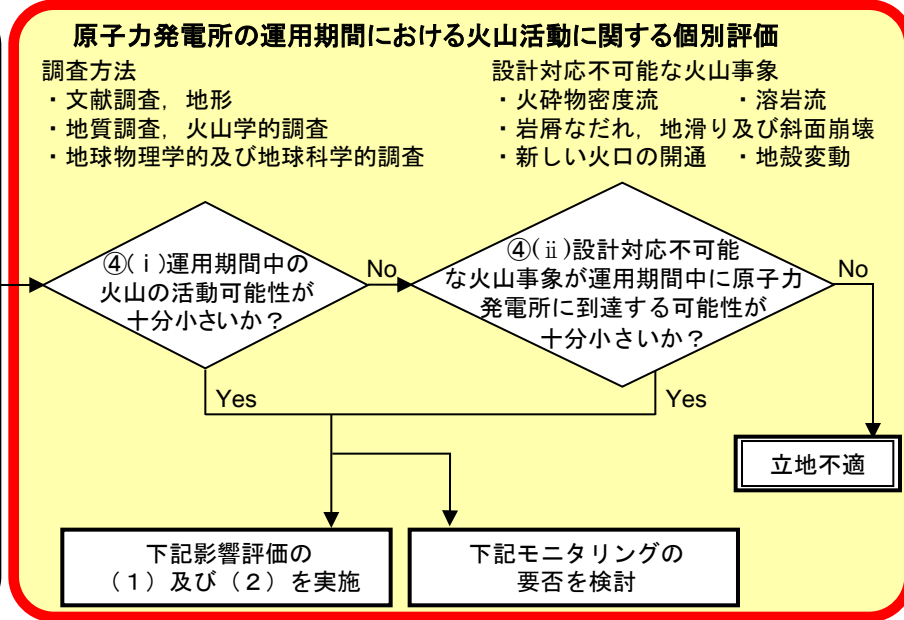 原子力発電所の運用期間における火山活動に関する個別評価
調査方法
・文献調査，地形
・地質調査，火山学的調査
・地球物理学的及び地球科学的調査
設計対応不可能な火山事象
・火砕物密度流　・溶岩流
・岩屑なだれ，地滑り及び斜面崩壊
・新しい火口の開通　・地殻変動
④(ⅰ)運用期間中の
火山の活動可能性が
十分小さいか？
No
④(ⅱ)設計対応不可能
な火山事象が運用期間中に原子力
発電所に到達する可能性が
十分小さいか？
No
Yes
Yes
立地不適
下記影響評価の
（１）及び（２）を実施
下記モニタリングの
要否を検討